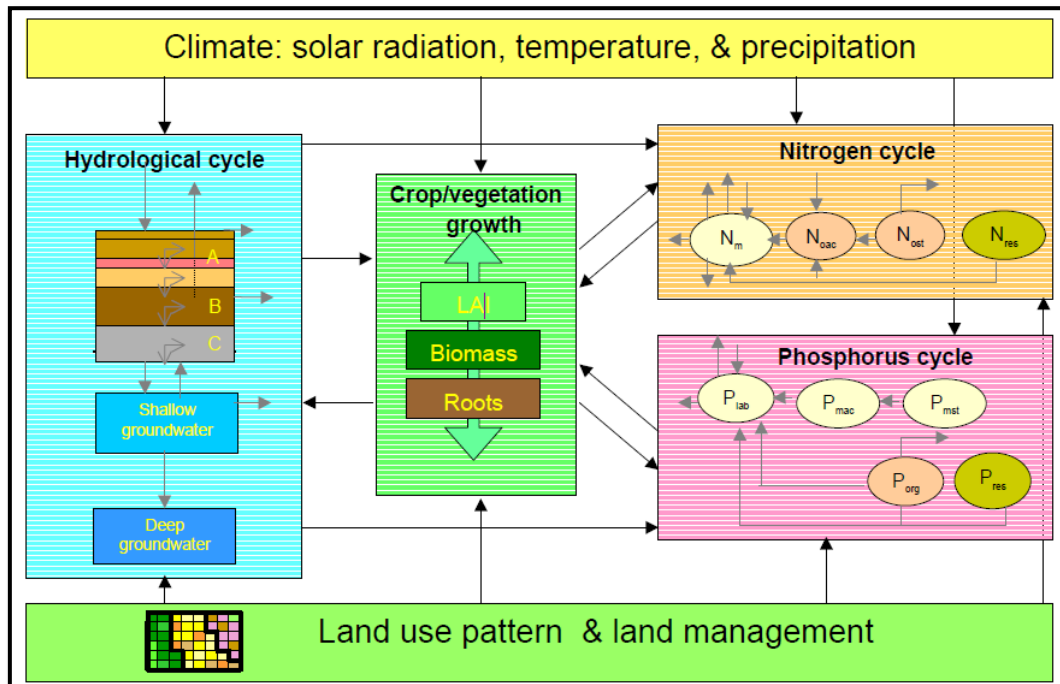 Climate: solar radiation, temperature, & precipitation
Hydrological cycle
A
B
C
Shallow
groundwater
Deep
groundwater
Crop/vegetation
growth
LAI
Biomass
Roots
Nitrogen cycle
Nm
Noac
Nost
Nres
Phosphorus cycle
Plab
Pmac
Pmst
Porg
Pres
Land use pattern & land management